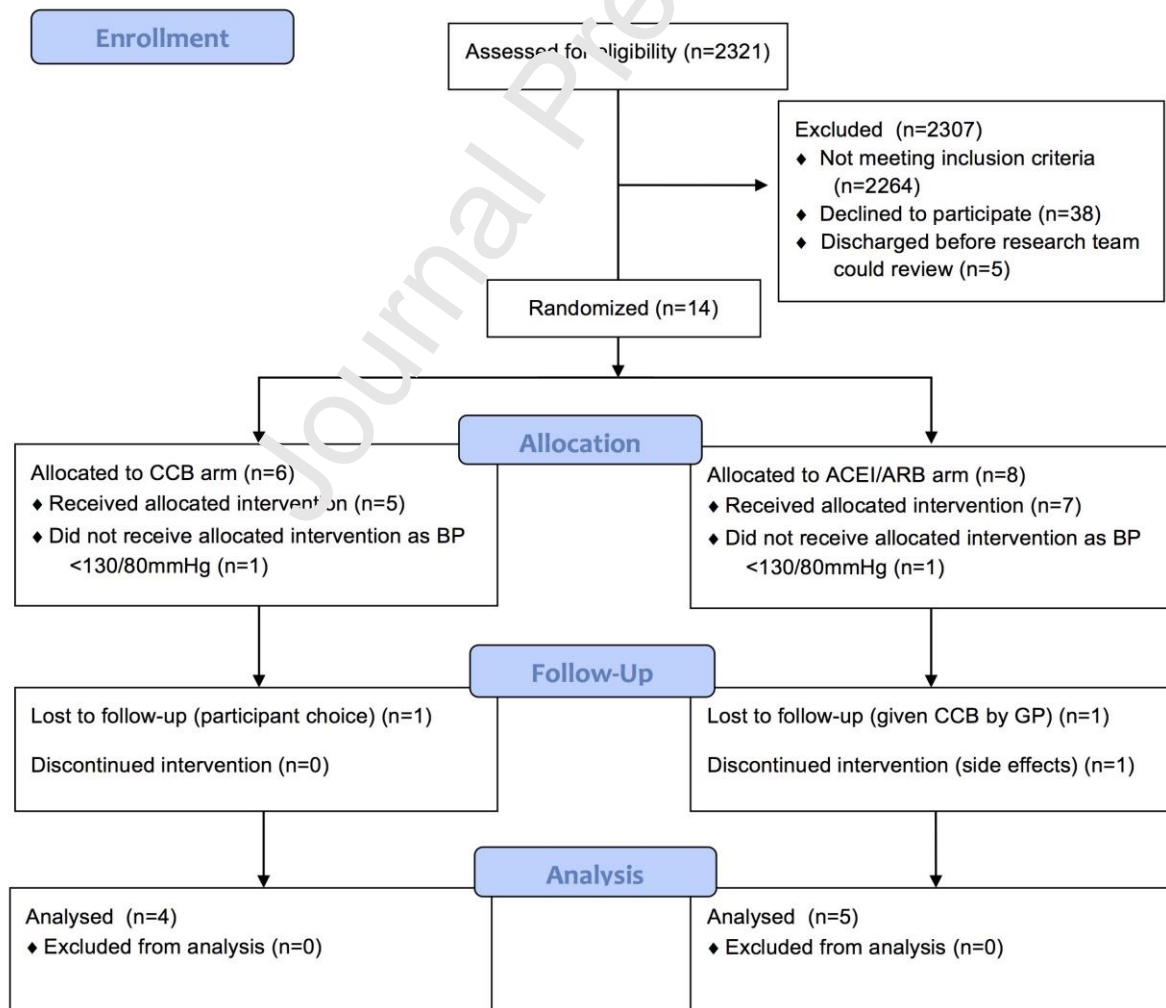 Enrollment
Assessed for eligibility (n=2321)
Excluded (n=2307)
♦ Not meeting inclusion criteria
(n=2264)
♦ Declined to participate (n=38)
♦ Discharged before research team
could review (n=5)
Randomized (n=14)
Allocation
Allocated to CCB arm (n=6)
♦ Received allocated intervention (n=5)
♦ Did not receive allocated intervention as BP
<130/80mmHg (n=1)
Allocated to ACEI/ARB arm (n=8)
♦ Received allocated intervention (n=7)
♦ Did not receive allocated intervention as BP
<130/80mmHg (n=1)
Follow-Up
Lost to follow-up (participant choice) (n=1)
Discontinued intervention (n=0)
Lost to follow-up (given CCB by GP) (n=1)
Discontinued intervention (side effects) (n=1)
Analysis
Analysed (n=4)
♦ Excluded from analysis (n=0)
Analysed (n=5)
♦ Excluded from analysis (n=0)
Journal Pre